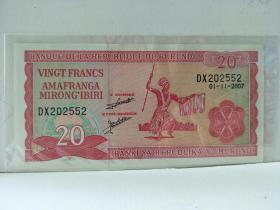 BANQUE DE LA REPUBLIQUE DU BURUNDI
20
VINGT FRANCS
DX202552
AMAFRANGA
01-11-2007
MIRONG'IBIRI
DX202552
20
BANKI YA REPUBLIKA Y'UBURUNDI